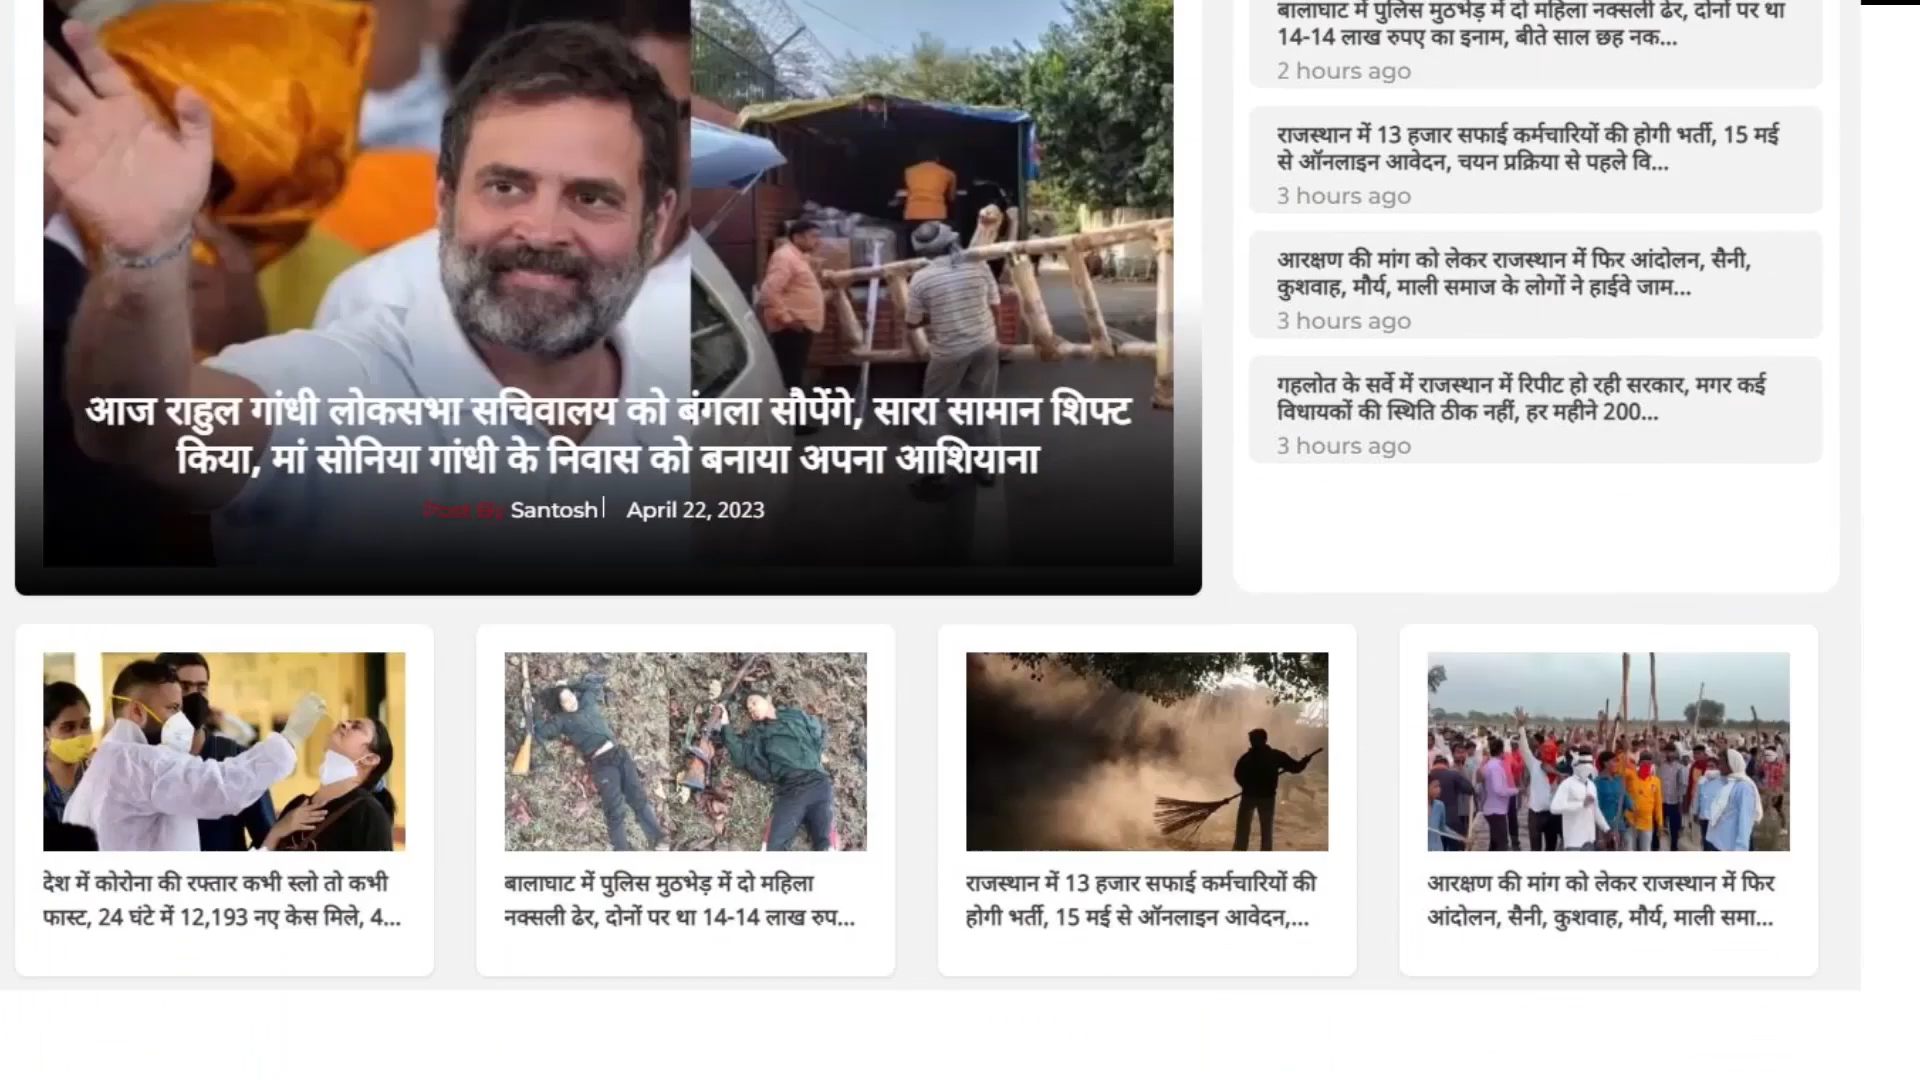 आज राहुल गांधी लोकसभा सचिवालय को बंगला सौपेंगे, सारा सामान शिफ्ट
किया, मां सोनिया गांधी के निवास को बनाया अपना आशियाना
Post By Santosh | April 22, 2023
बालाघाट में पुलिस मुठभेड़ में दो महिला नक्सली ढेर, दोनों पर था
14-14 लाख रुपए का इनाम, बीते साल छह नक...
2 hours ago
राजस्थान में 13 हजार सफाई कर्मचारियों की होगी भर्ती, 15 मई
से ऑनलाइन आवेदन, चयन प्रक्रिया से पहले वि...
3 hours ago
आरक्षण की मांग को लेकर राजस्थान में फिर आंदोलन, सैनी,
कुशवाह, मौर्य, माली समाज के लोगों ने हाईवे जाम...
3 hours ago
गहलोत के सर्वे में राजस्थान में रिपीट हो रही सरकार, मगर कई
विधायकों की स्थिति ठीक नहीं, हर महीने 200...
3 hours ago
देश में कोरोना की रफ्तार कभी स्लो तो कभी
फास्ट, 24 घंटे में 12,193 नए केस मिले, 4...
बालाघाट में पुलिस मुठभेड़ में दो महिला
नक्सली ढेर, दोनों पर था 14-14 लाख रुप...
राजस्थान में 13 हजार सफाई कर्मचारियों की
होगी भर्ती, 15 मई से ऑनलाइन आवेदन,...
आरक्षण की मांग को लेकर राजस्थान में फिर
आंदोलन, सैनी, कुशवाह, मौर्य, माली समा...